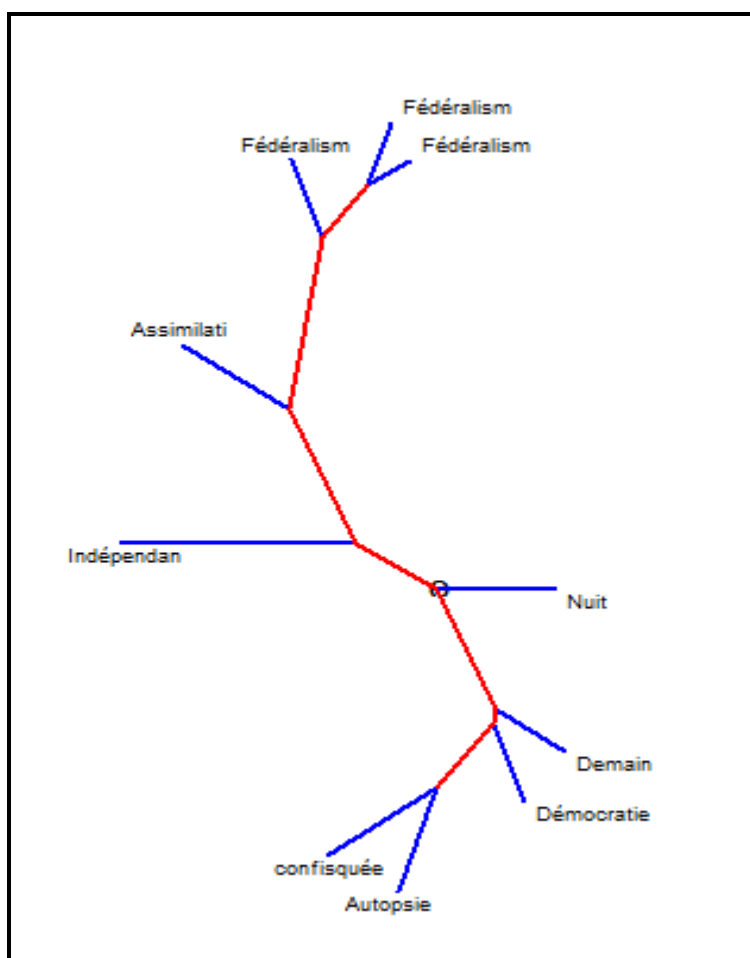 Fédéralism
Fédéralism
Fédéralism
Assimilati
Indépendan
Nuit
Demain
Démocratie
confisquée
Autopsie